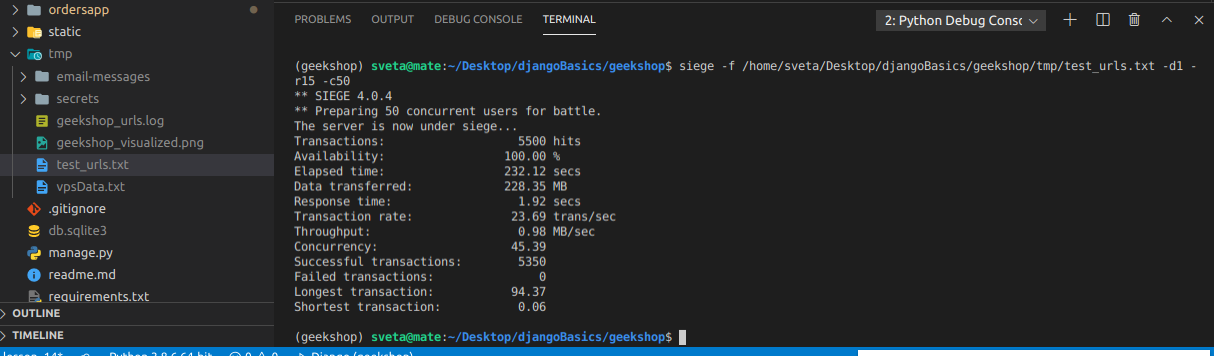 ordersapp
static
tmp
email-messages
secrets
geekshop_urls.log
geekshop_visualized.png
test_urls.txt
vpsData.txt
.gitignore
db.sqlite3
manage.py
readme.md
requirements.txt
OUTLINE
TIMELINE
PROBLEMS OUTPUT DEBUG CONSOLE TERMINAL 2: Python Debug Consc
(geekshop) sveta@mate:~/Desktop/djangoBasics/geekshop$ siege -f /home/sveta/Desktop/djangoBasics/geekshop/tmp/test_urls.txt -d1 -
r15 -c50
** SIEGE 4.0.4
** Preparing 50 concurrent users for battle.
The server is now under siege...
Transactions: 5500 hits
Availability: 100.00 %
Elapsed time: 232.12 secs
Data transferred: 228.35 MB
Response time: 1.92 secs
Transaction rate: 23.69 trans/sec
Throughput: 0.98 MB/sec
Concurrency: 45.39
Successful transactions: 5350
Failed transactions: 0
Longest transaction: 94.37
Shortest transaction: 0.06
(geekshop) sveta@mate:~/Desktop/djangoBasics/geekshop$